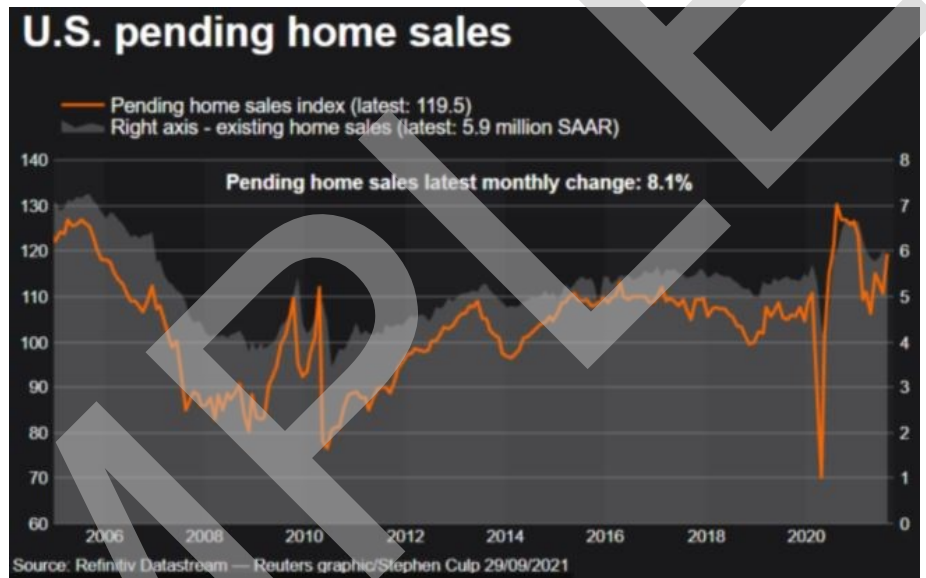 U.S. pending home sales
Pending home sales index (latest: 119.5)
Right axis - existing home sales (latest: 5.9 million SAAR)
140 8
Pending home sales latest monthly change: 8.1%
130 7
120 6
110 5
100 4
90 3
80 2
70 1
60 0
2006 2008 2010 2012 2014 2016 2018 2020
Source: Refinitiv Datastream — Reuters graphic/Stephen Culp 29/09/2021